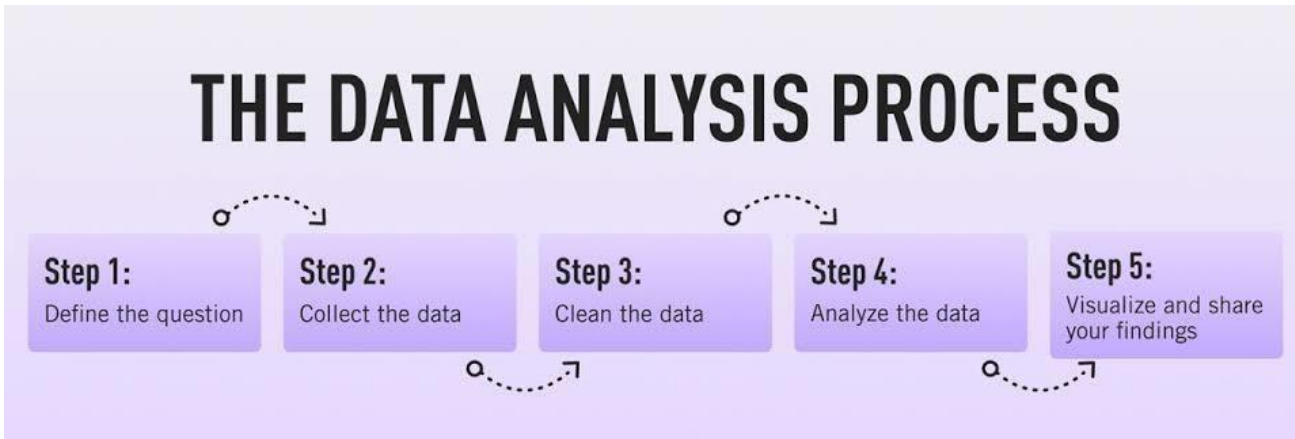 THE DATA ANALYSIS PROCESS
Step 1:
Define the question
Step 2:
Collect the data
Step 3:
Clean the data
Step 4:
Analyze the data
Step 5:
Visualize and share
your findings